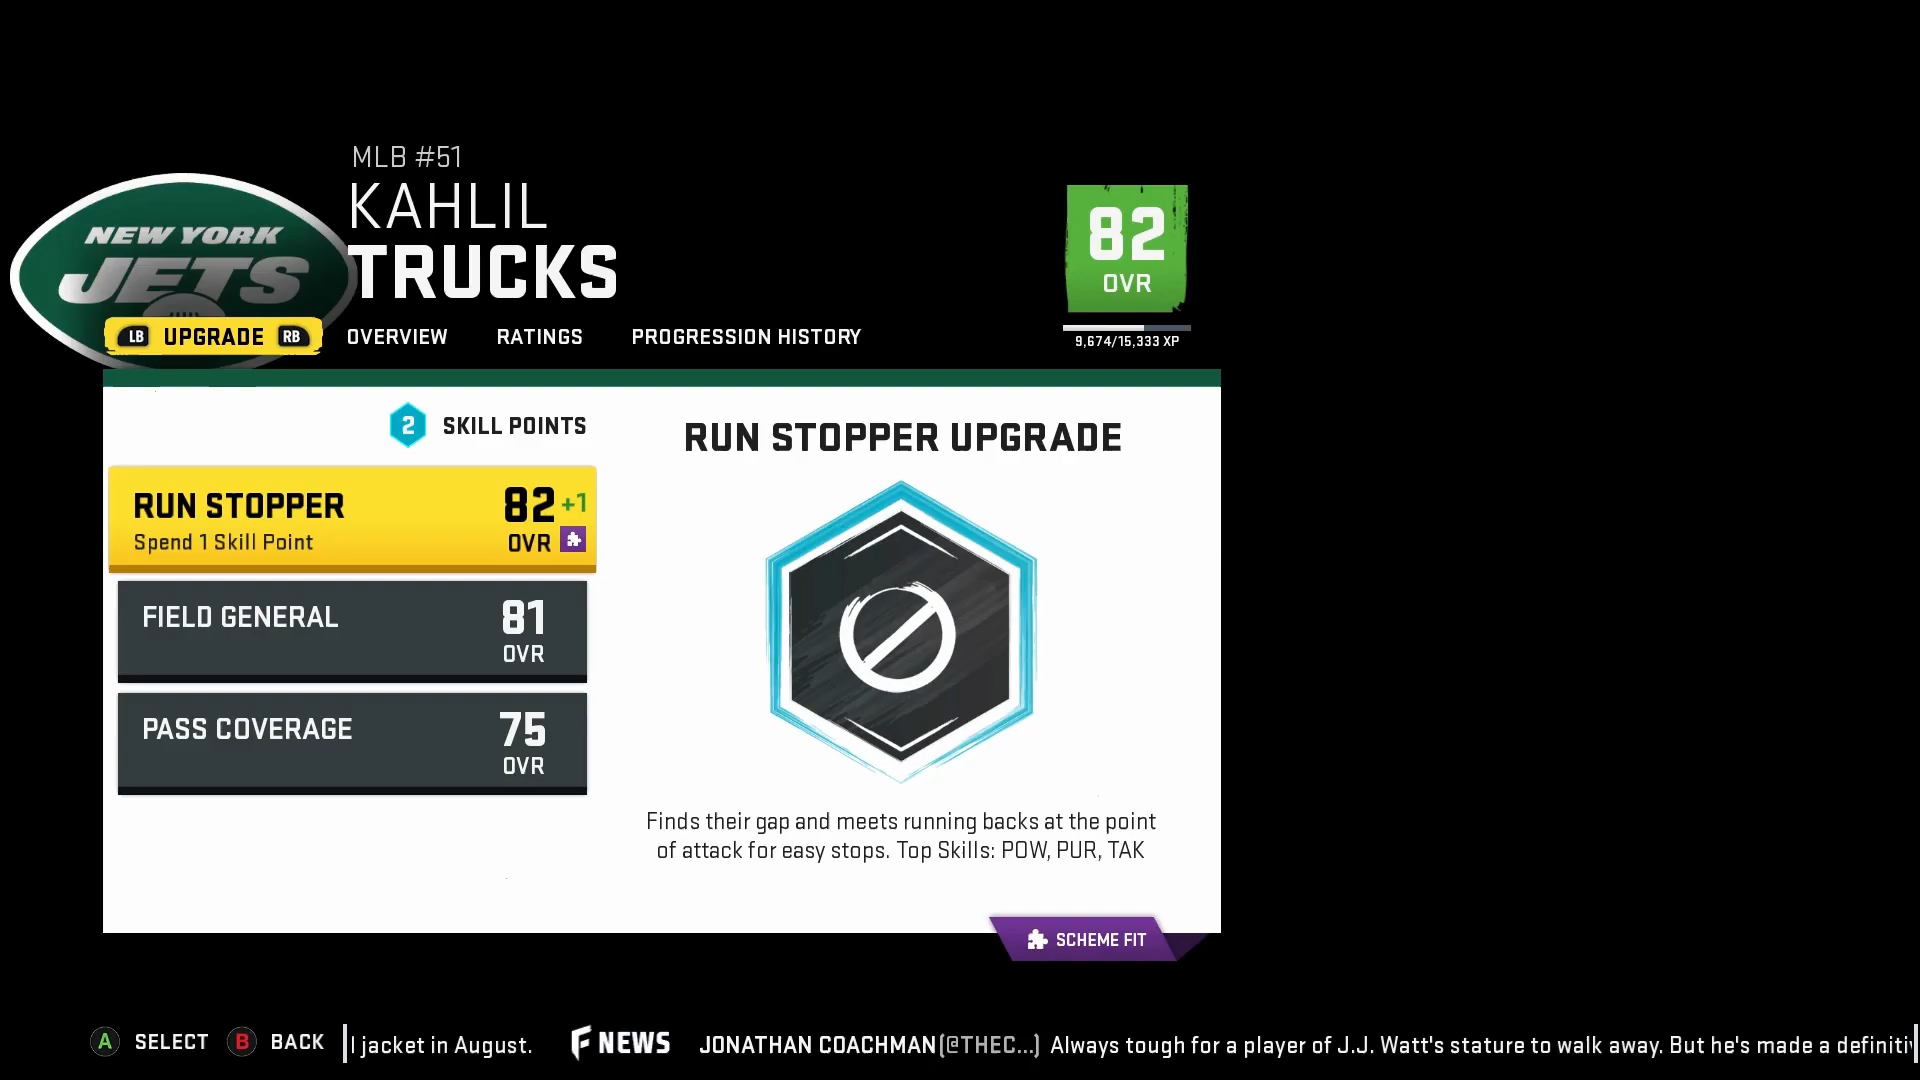 MLB #51
KAHLIL
TRUCKS
NEW YORK
JETS
82
OVR
9,674/15,333 XP
LB UPGRADE RB OVERVIEW RATINGS PROGRESSION HISTORY
2 SKILL POINTS
RUN STOPPER 82 +1
Spend 1 Skill Point OVR
FIELD GENERAL 81
OVR
PASS COVERAGE 75
OVR
RUN STOPPER UPGRADE
Finds their gap and meets running backs at the point
of attack for easy stops. Top Skills: POW, PUR, TAK
SCHEME FIT
A SELECT B BACK l jacket in August. F NEWS JONATHAN COACHMAN (@THEC...) Always tough for a player of J.J. Watt's stature to walk away. But he's made a definiti